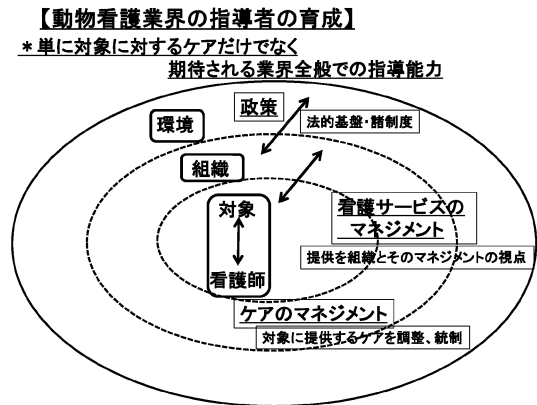 【動物看護業界の指導者の育成】
＊単に対象に対するケアだけでなく
期待される業界全般での指導能力
政策
法的基盤・諸制度
環境
組織
対象
看護師
看護サービスの
マネジメント
提供を組織とそのマネジメントの視点
ケアのマネジメント
対象に提供するケアを調整、統制